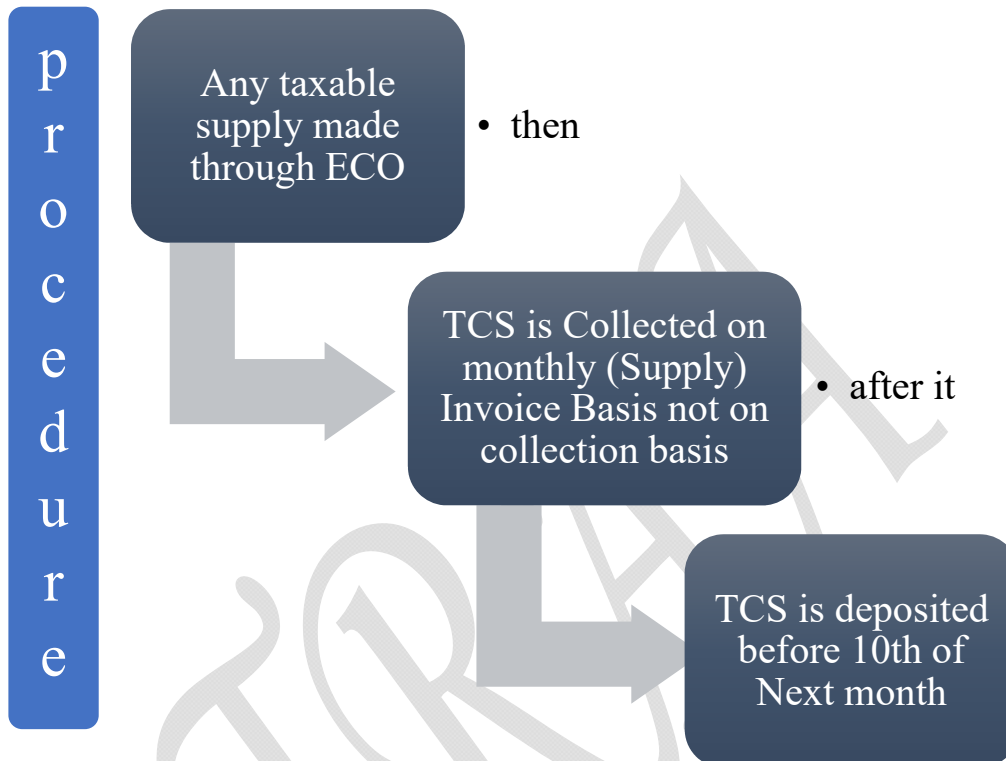 procedure
Any taxable
supply made
through ECO
• then
TCS is Collected on
monthly (Supply)
Invoice Basis not on
collection basis
• after it
TCS is deposited
before 10th of
Next month